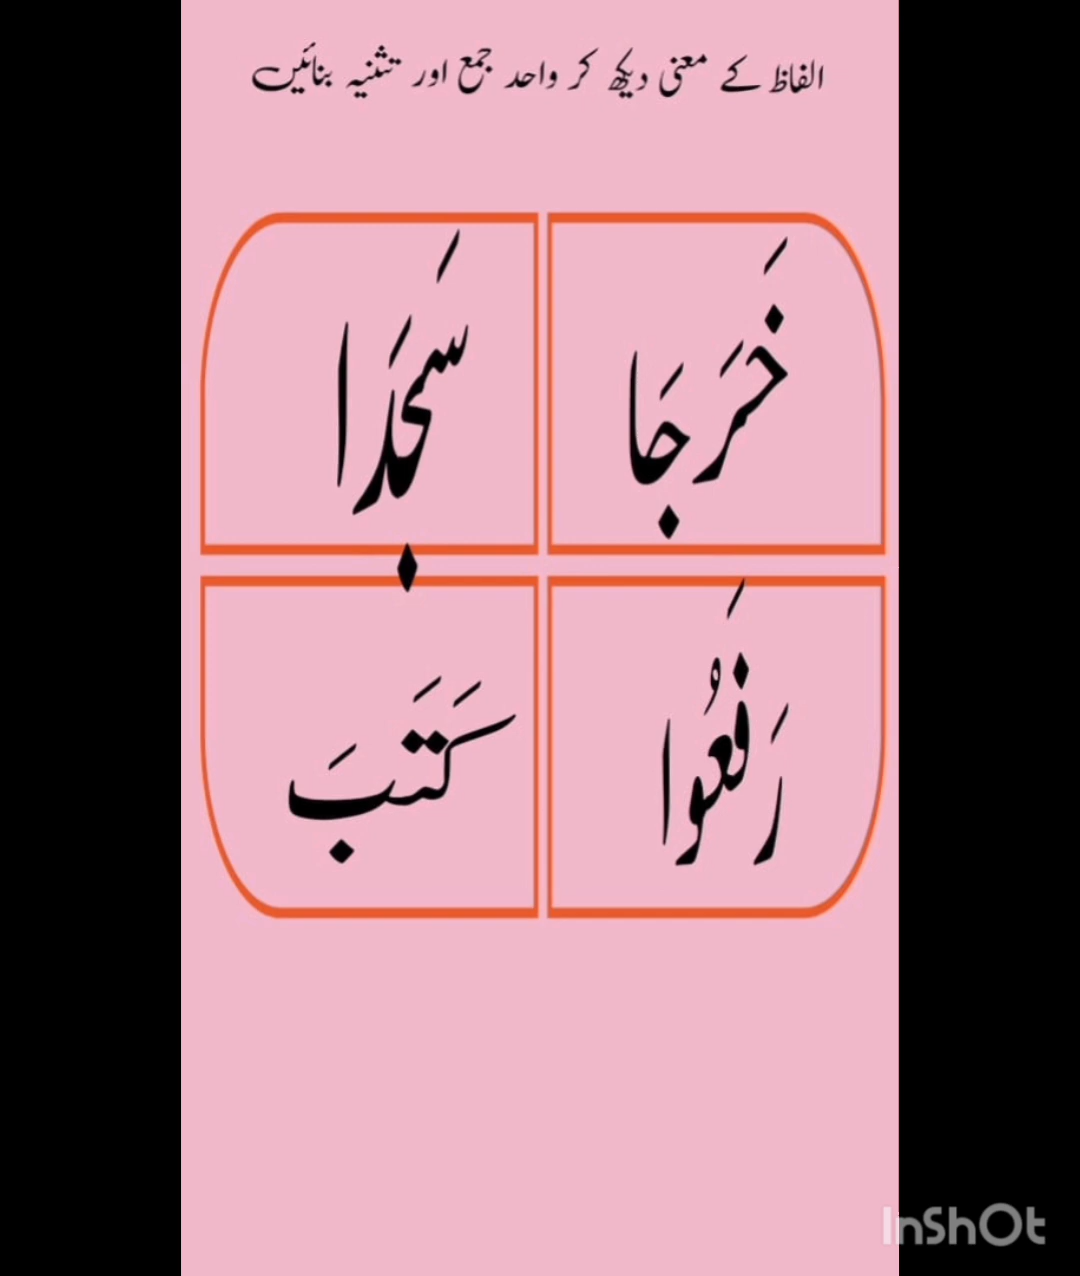 الفاظ کے معنی دیکھ کر واحد جمع اور تثنیہ بنائیں
خَرَجَا
سَجَدَا
رَفَعُوا
كَتَبَ
InShOt